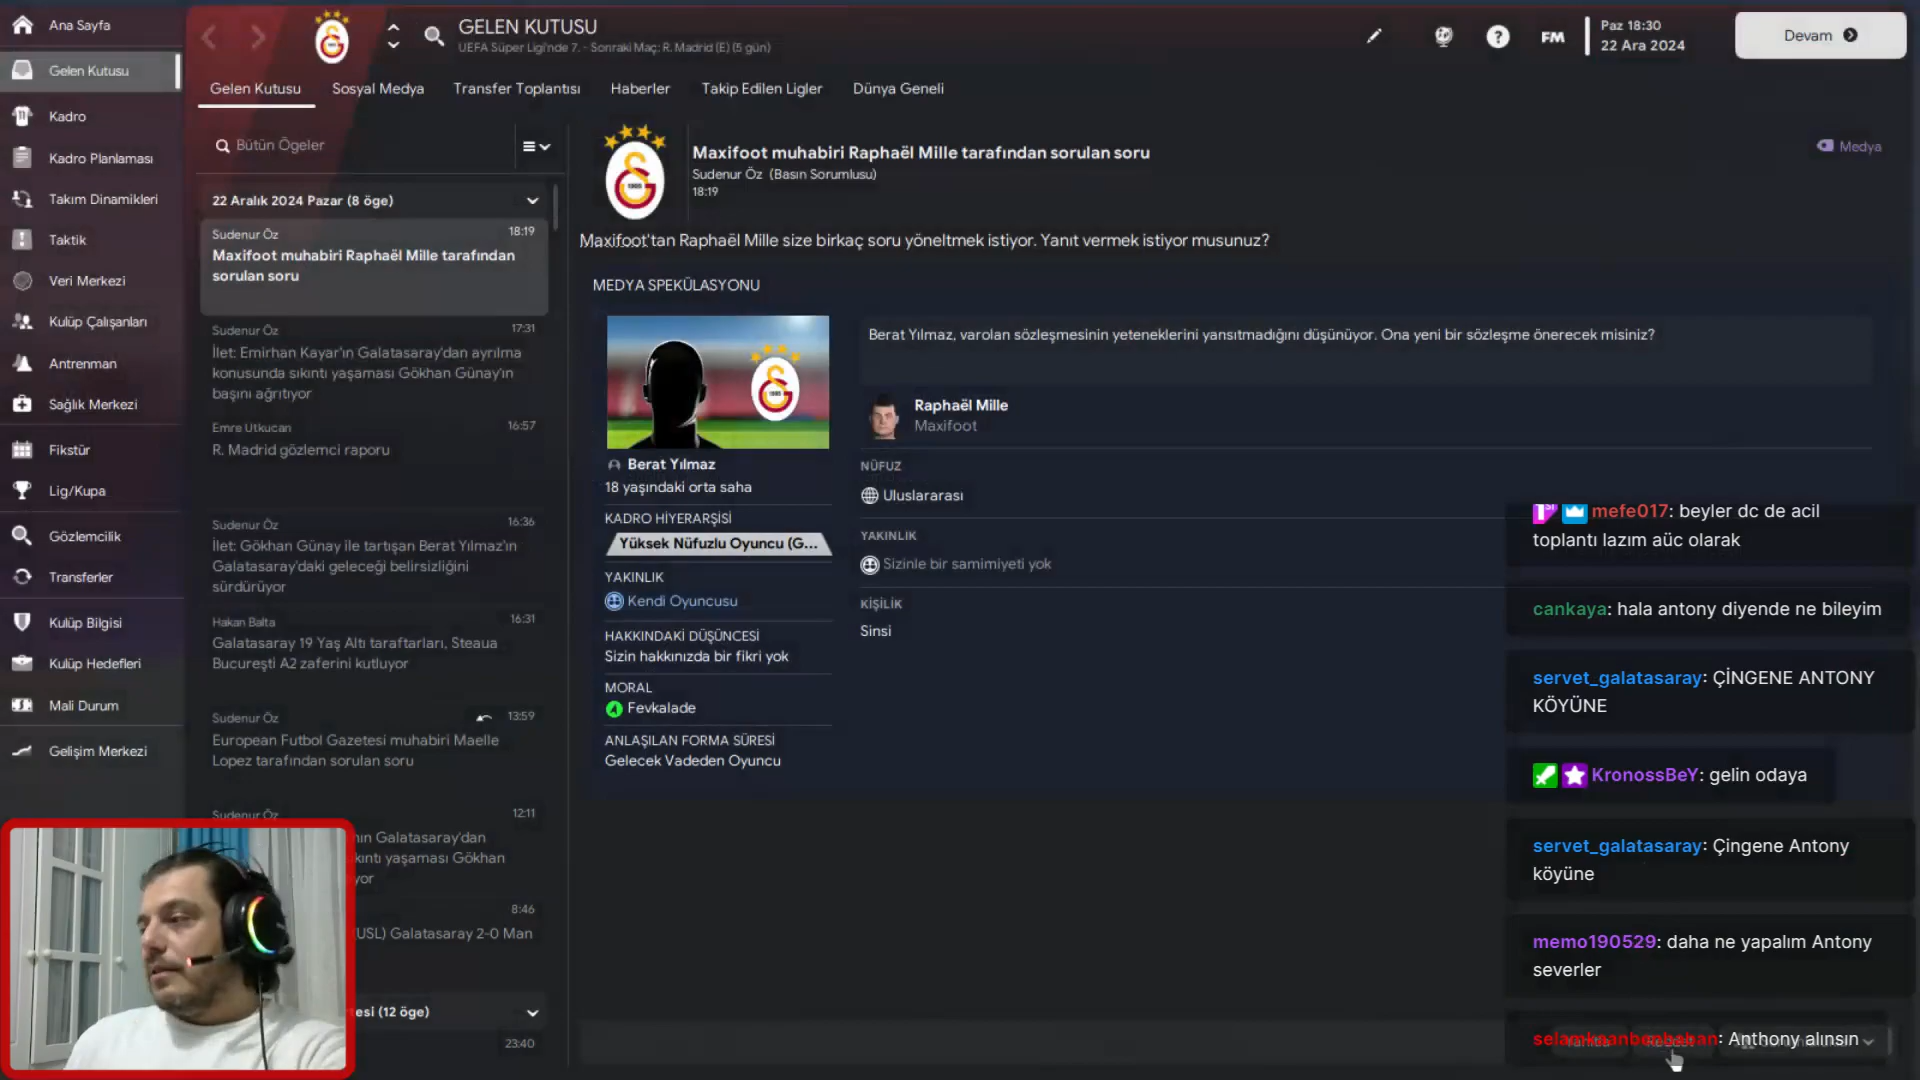 Ana Sayfa
Gelen Kutusu
Kadro
Kadro Planlaması
Takım Dinamikleri
Taktik
Veri Merkezi
Kulüp Çalışanları
Antrenman
Sağlık Merkezi
Fikstür
Lig/Kupa
Gözlemcilik
Transferler
Kulüp Bilgisi
Kulüp Hedefleri
Mali Durum
Gelişim Merkezi
GELEN KUTUSU
UEFA Süper Ligi'nde 7. - Sonraki Maç: R. Madrid (E) (5 gün)
FM
Paz 18:30
22 Ara 2024
Devam
Gelen Kutusu
Sosyal Medya
Transfer Toplantısı
Haberler
Takip Edilen Ligler
Dünya Geneli
Bütün Ögeler
22 Aralık 2024 Pazar (8 öge)
Sudenur Öz 18:19
Maxifoot muhabiri Raphaël Mille tarafından
sorulan soru
Sudenur Öz 17:31
İlet: Emirhan Kayar'ın Galatasaray'dan ayrılma
konusunda sıkıntı yaşaması Gökhan Günay'ın
başını ağrıtıyor
Emre Utkucan 16:57
R. Madrid gözlemci raporu
Sudenur Öz 16:36
İlet: Gökhan Günay ile tartışan Berat Yılmaz'ın
Galatasaray'daki geleceği belirsizliğini
sürdürüyor
Hakan Balta 16:31
Galatasaray 19 Yaş Altı taraftarları, Steaua
Bucureşti A2 zaferini kutluyor
Sudenur Öz 13:59
European Futbol Gazetesi muhabiri Maelle
Lopez tarafından sorulan soru
Sudenur Öz 12:11
Galatasaray'dan
yaşaması Gökhan
8:46
(USL) Galatasaray 2-0 Man
(12 öge)
23:40
Maxifoot muhabiri Raphaël Mille tarafından sorulan soru
Sudenur Öz (Basın Sorumlusu)
18:19
Medya
Maxifoot'tan Raphaël Mille size birkaç soru yöneltmek istiyor. Yanıt vermek istiyor musunuz?
MEDYA SPEKÜLASYONU
Berat Yılmaz
18 yaşındaki orta saha
KADRO HİYERARŞİSİ
Yüksek Nüfuzlu Oyuncu (G...
YAKINLIK
Kendi Oyuncusu
HAKKINDAKİ DÜŞÜNCESİ
Sizin hakkınızda bir fikri yok
MORAL
Fevkalade
ANLAŞILAN FORMA SÜRESİ
Gelecek Vadeden Oyuncu
Berat Yılmaz, varolan sözleşmesinin yeteneklerini yansıtmadığını düşünüyor. Ona yeni bir sözleşme önerecek misiniz?
Raphaël Mille
Maxifoot
NÜFUZ
Uluslararası
YAKINLIK
Sizinle bir samimiyeti yok
KİŞİLİK
Sinsi
mefe017: beyler dc de acil
toplantı lazım aüc olarak
cankaya: hala antony diyende ne bileyim
servet_galatasaray: ÇİNGENE ANTONY
KÖYÜNE
KronossBeY: gelin odaya
servet_galatasaray: Çingene Antony
köyüne
memo190529: daha ne yapalım Antony
severler
Anthony alınsın